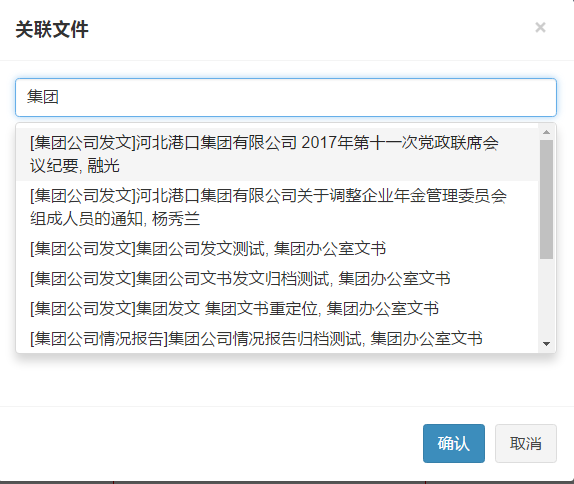 关联文件
×
集团
[集团公司发文]河北港口集团有限公司 2017年第十一次党政联席会
议纪要, 融光
[集团公司发文]河北港口集团有限公司关于调整企业年金管理委员会
组成人员的通知, 杨秀兰
[集团公司发文]集团公司发文测试, 集团办公室文书
[集团公司发文]集团公司文书发文归档测试, 集团办公室文书
[集团公司发文]集团发文 集团文书重定位, 集团办公室文书
[集团公司情况报告]集团公司情况报告归档测试, 集团办公室文书
确认
取消